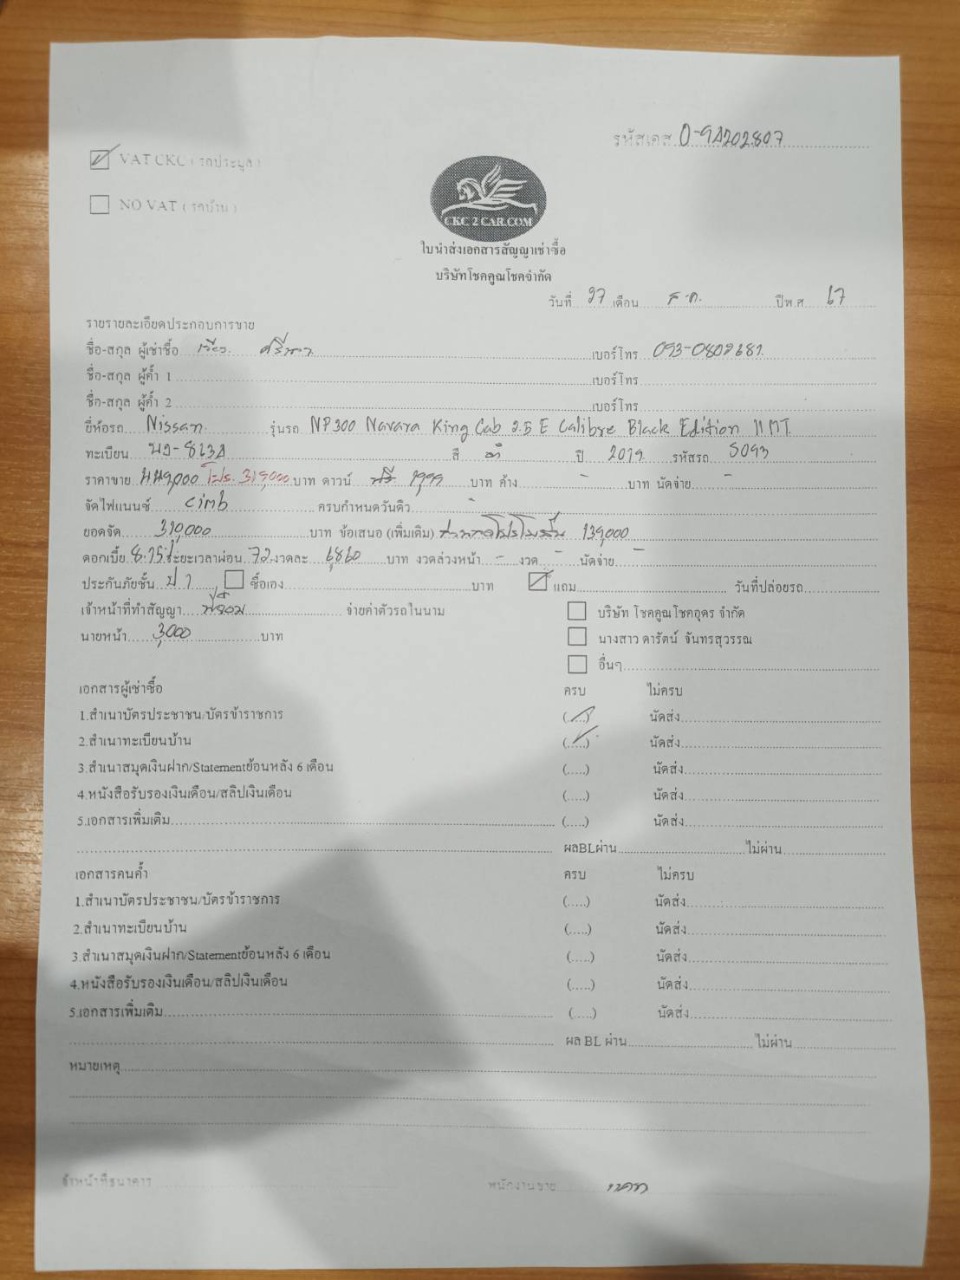 รหัสเคส 0-9A202807
VAT CKC ( รถประมูล )
NO VAT ( รถบ้าน )
CKC 2 CAR.COM
ใบนำส่งเอกสารสัญญาเช่าซื้อ
บริษัทโชคคูณโชคจำกัด
วันที่ 27 เดือน ธ.ค. ปีพ.ศ. 67
รายรายละเอียดประกอบการขาย
ชื่อ-สกุล ผู้เช่าซื้อ เบอร์โทร 093-0802681
ชื่อ-สกุล ผู้ค้ำ 1 เบอร์โทร
ชื่อ-สกุล ผู้ค้ำ 2 เบอร์โทร
ยี่ห้อรถ Nissan รุ่นรถ NP300 Navara King Cab 2.5 E Calibre Black Edition MT
ทะเบียน สี ดำ ปี 2019 รหัสรถ 5093
ราคาขาย โปร. 319,000 บาท ดาวน์ ฟรี 1999 บาท ค้าง - บาท นัดจ่าย -
จัดไฟแนนซ์ cimb ครบกำหนดวันคิว
ยอดจัด 310,000 บาท ข้อเสนอ (เพิ่มเติม) 139,000
ดอกเบี้ย 8.75 ระยะเวลาผ่อน 72 งวดละ 6,860 บาท งวดล่วงหน้า - งวด - นัดจ่าย -
ประกันภัยชั้น ป 1 ซื้อเอง บาท แถม วันที่ปล่อยรถ
เจ้าหน้าที่ทำสัญญา จ่ายค่าตัวรถในนาม บริษัท โชคคูณโชคอุดร จำกัด
นายหน้า 3,000 บาท นางสาว ดารัตน์ จันทรสุวรรณ
อื่นๆ
เอกสารผู้เช่าซื้อ ครบ ไม่ครบ
1.สำเนาบัตรประชาชน/บัตรข้าราชการ (.....) นัดส่ง
2.สำเนาทะเบียนบ้าน (.....) นัดส่ง
3.สำเนาสมุดเงินฝาก/Statementย้อนหลัง 6 เดือน (.....) นัดส่ง
4.หนังสือรับรองเงินเดือน/สลิปเงินเดือน (.....) นัดส่ง
5.เอกสารเพิ่มเติม (.....) นัดส่ง
ผลBLผ่าน ไม่ผ่าน
เอกสารคนค้ำ ครบ ไม่ครบ
1.สำเนาบัตรประชาชน/บัตรข้าราชการ (.....) นัดส่ง
2.สำเนาทะเบียนบ้าน (.....) นัดส่ง
3.สำเนาสมุดเงินฝาก/Statementย้อนหลัง 6 เดือน (.....) นัดส่ง
4.หนังสือรับรองเงินเดือน/สลิปเงินเดือน (.....) นัดส่ง
5.เอกสารเพิ่มเติม (.....) นัดส่ง
ผล BL ผ่าน ไม่ผ่าน
หมายเหตุ
เจ้าหน้าที่ธนาคาร พนักงานขาย